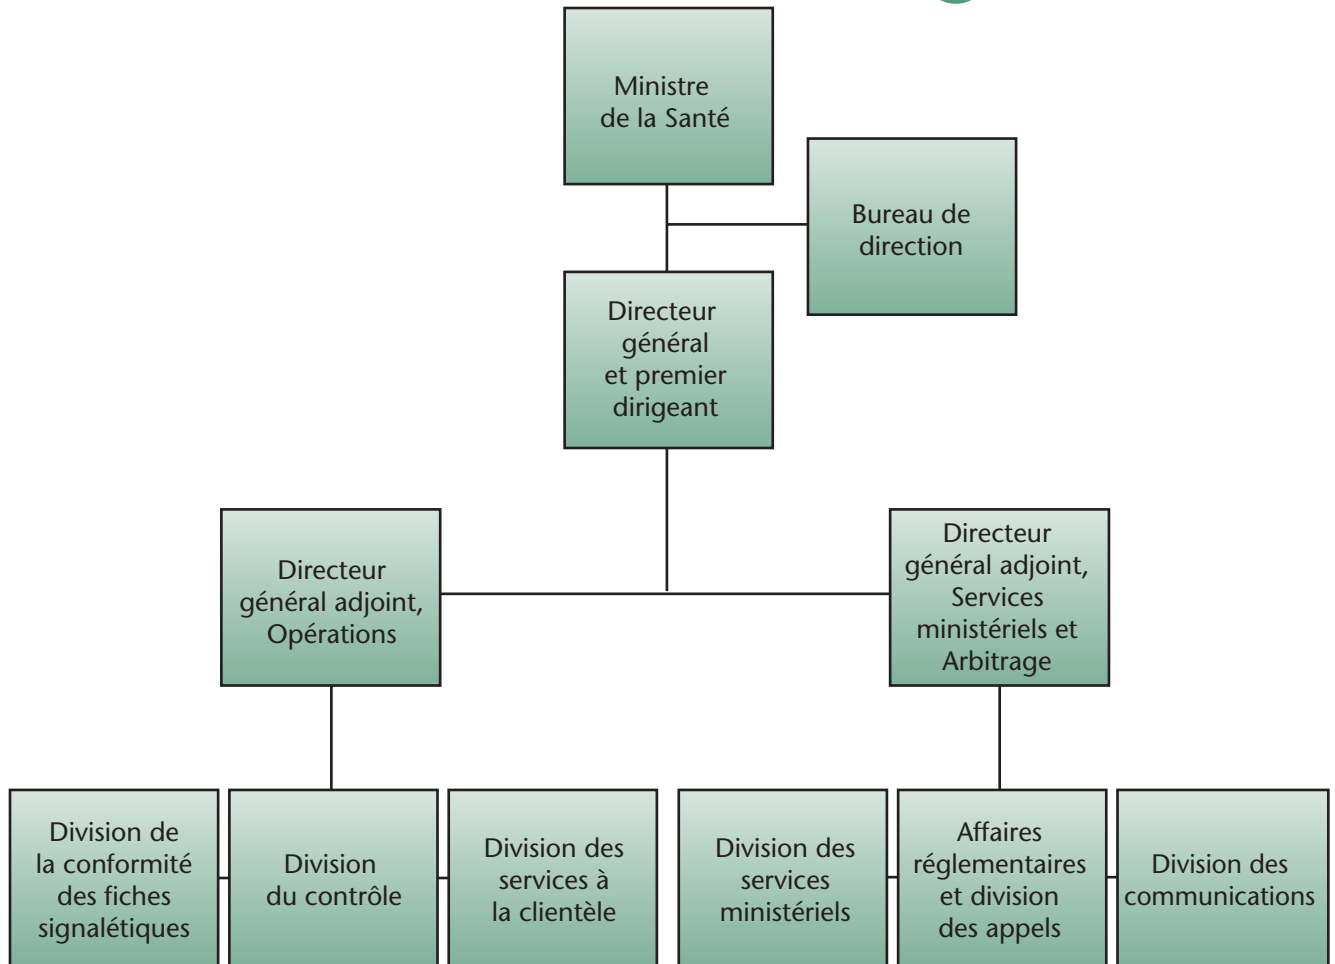 Ministre
de la Santé
Bureau de
direction
Directeur
général
et premier
dirigeant
Directeur
général adjoint,
Opérations
Directeur
général adjoint,
Services
ministériels et
Arbitrage
Division de
la conformité
des fiches
signalétiques
Division
du contrôle
Division des
services à
la clientèle
Division des
services
ministériels
Affaires
réglementaires
et division
des appels
Division des
communications